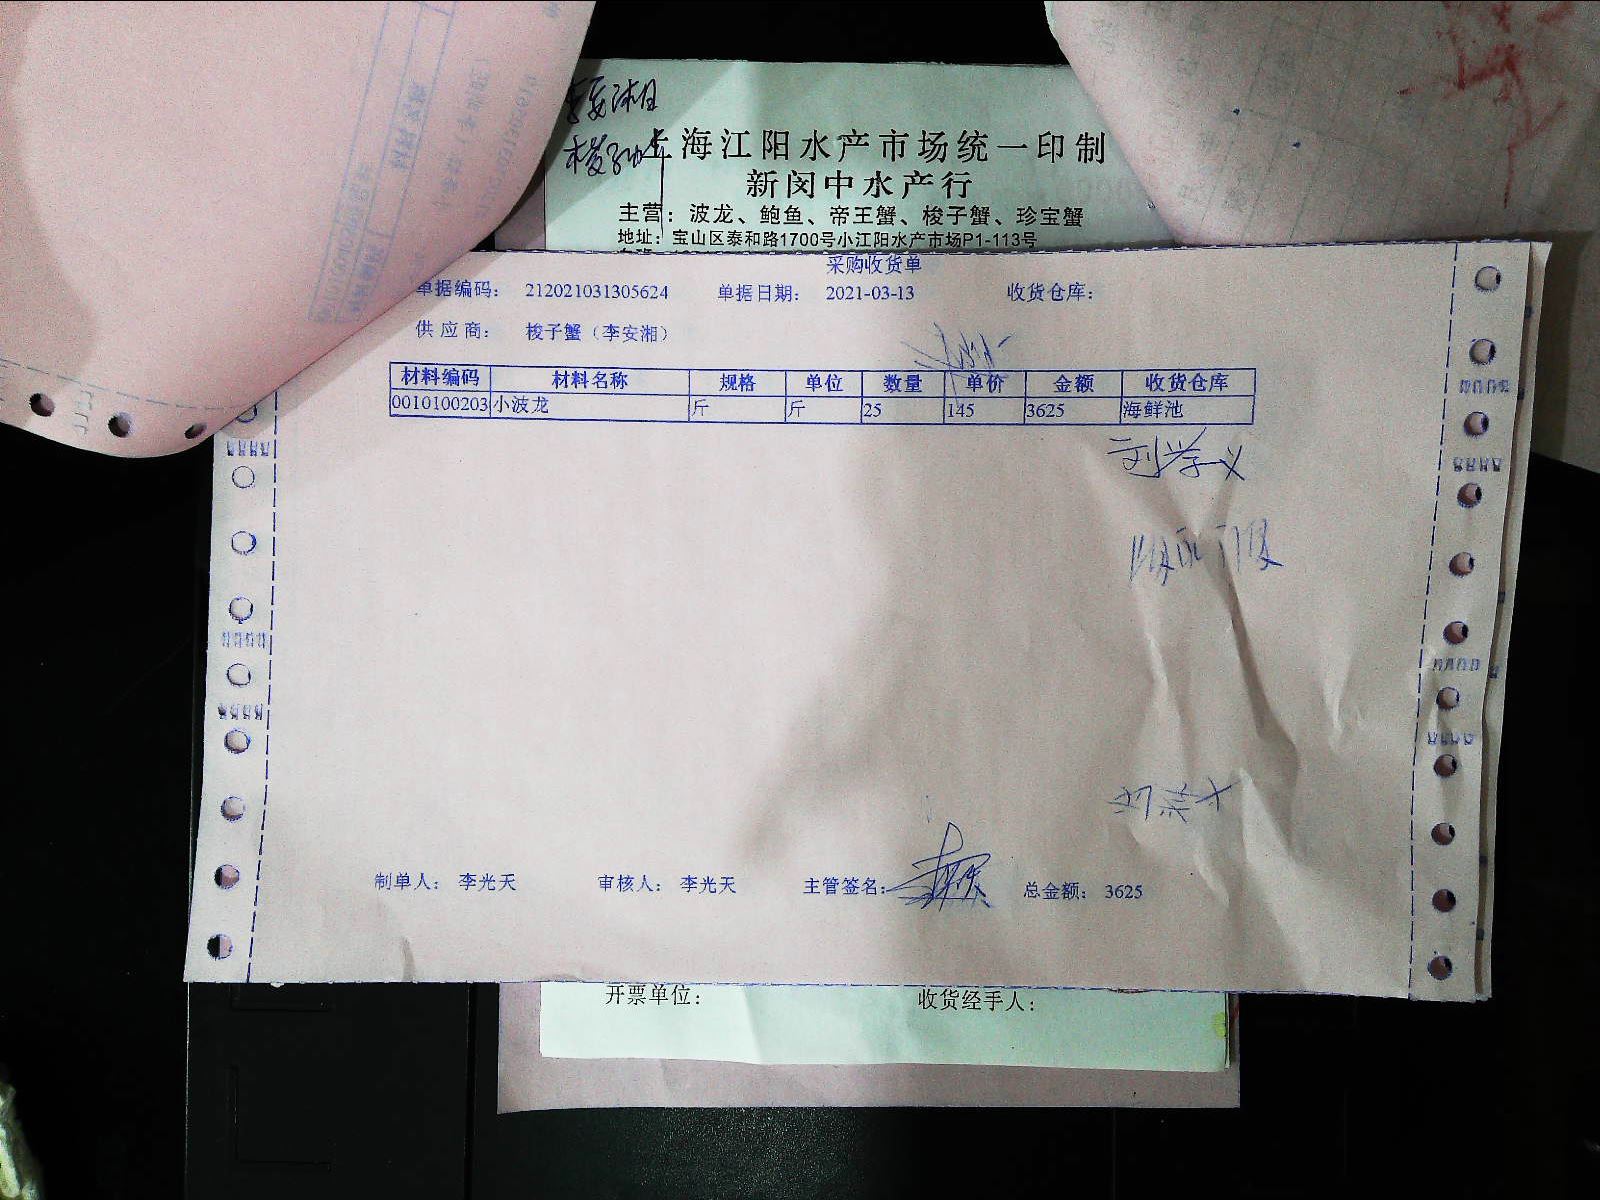 上海江阳水产市场统一印制
新闵中水产行
主营：波龙、鲍鱼、帝王蟹、梭子蟹、珍宝蟹
地址：宝山区泰和路1700号小江阳水产市场P1-113号
采购收货单
单据编码： 212021031305624 单据日期： 2021-03-13 收货仓库：
供应商： 梭子蟹（李安湘）
材料编码 材料名称 规格 单位 数量 单价 金额 收货仓库
0010100203 小波龙 斤 斤 25 145 3625 海鲜池
刘学义
制单人： 李光天 审核人： 李光天 主管签名： 总金额： 3625
开票单位： 收货经手人：